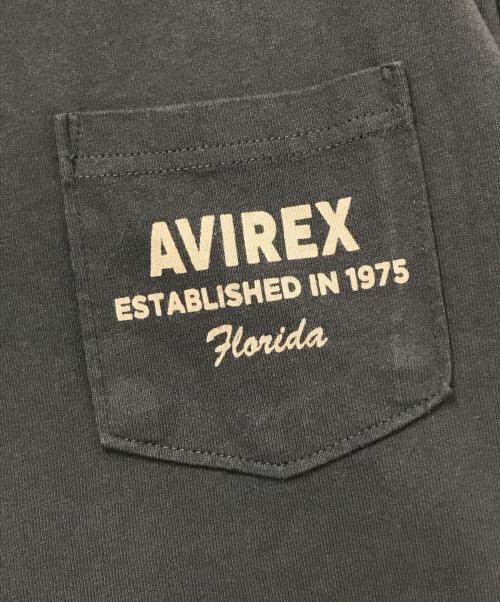 AVIREX
ESTABLISHED IN 1975
Florida